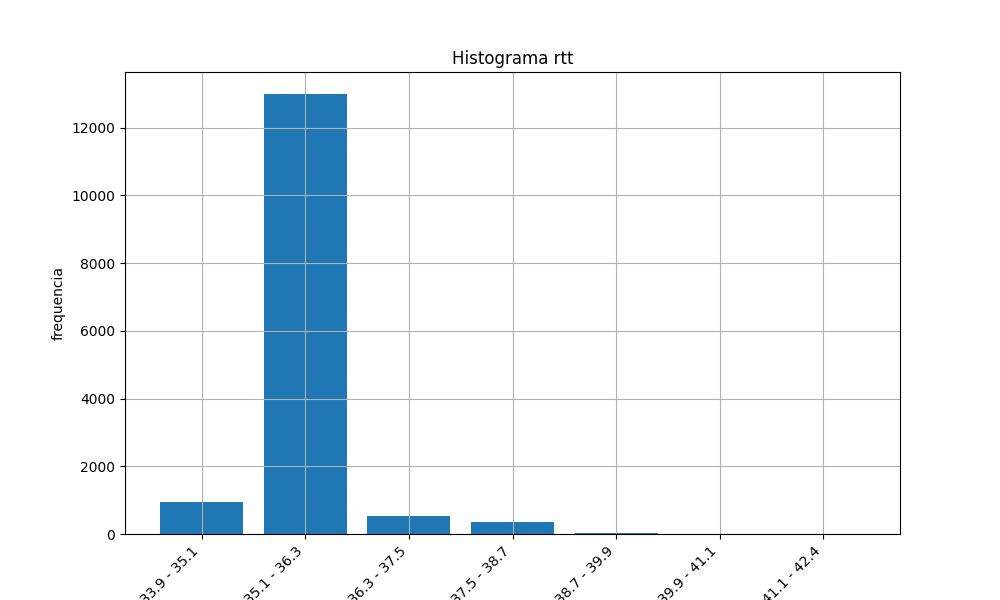 Histograma rtt
12000
10000
8000
6000
4000
2000
0
frequencia
33.9 - 35.1
35.1 - 36.3
36.3 - 37.5
37.5 - 38.7
38.7 - 39.9
39.9 - 41.1
41.1 - 42.4